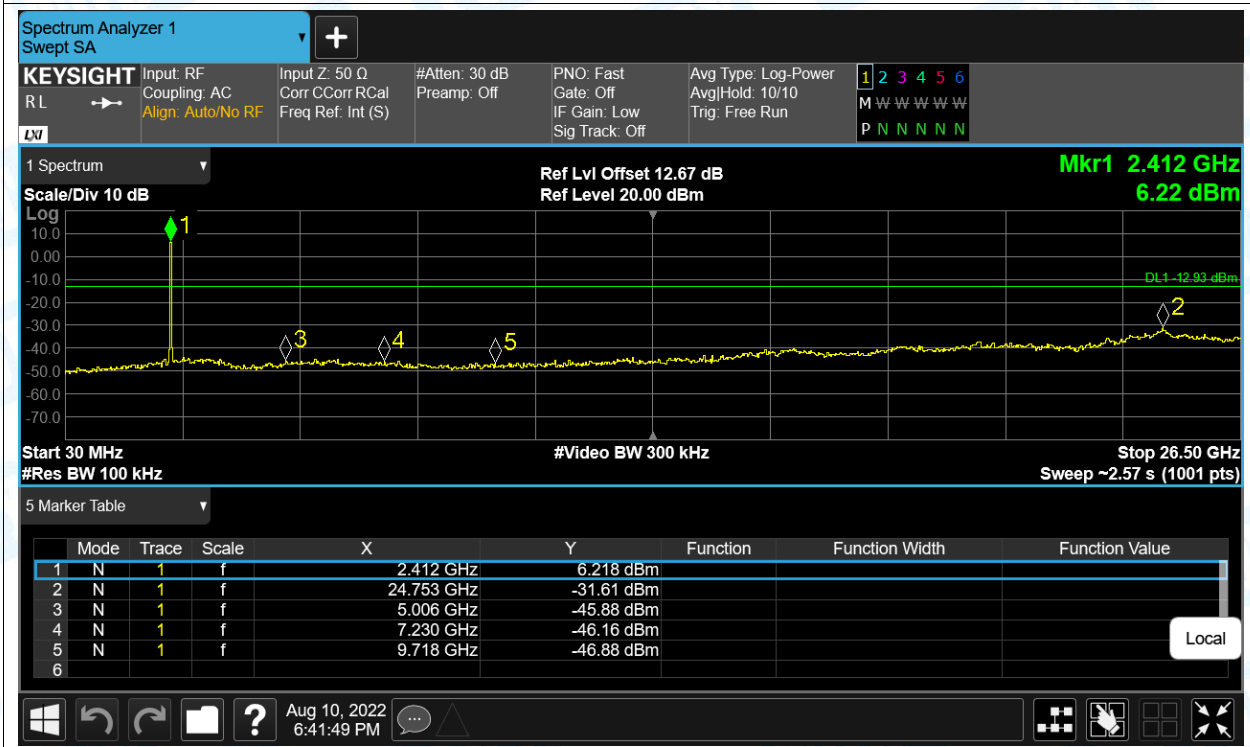 Spectrum Analyzer 1
Swept SA
KEYSIGHT
RL
LXI
Input: RF
Coupling: AC
Align: Auto/No RF
Input Z: 50 Ω
Corr CCorr RCal
Freq Ref: Int (S)
#Atten: 30 dB
Preamp: Off
PNO: Fast
Gate: Off
IF Gain: Low
Sig Track: Off
Avg Type: Log-Power
Avg|Hold: 10/10
Trig: Free Run
1 2 3 4 5 6
M W W W W W
P N N N N N
1 Spectrum
Scale/Div 10 dB
Ref Lvl Offset 12.67 dB
Ref Level 20.00 dBm
Mkr1 2.412 GHz
6.22 dBm
Log
10.0
0.00
-10.0
-20.0
-30.0
-40.0
-50.0
-60.0
-70.0
1
DL1 -12.93 dBm
2
3
4
5
Start 30 MHz
#Video BW 300 kHz
Stop 26.50 GHz
#Res BW 100 kHz
Sweep ~2.57 s (1001 pts)
5 Marker Table
Mode Trace Scale X Y Function Function Width Function Value
1 N 1 f 2.412 GHz 6.218 dBm
2 N 1 f 24.753 GHz -31.61 dBm
3 N 1 f 5.006 GHz -45.88 dBm
4 N 1 f 7.230 GHz -46.16 dBm
5 N 1 f 9.718 GHz -46.88 dBm
6
Local
?
Aug 10, 2022
6:41:49 PM